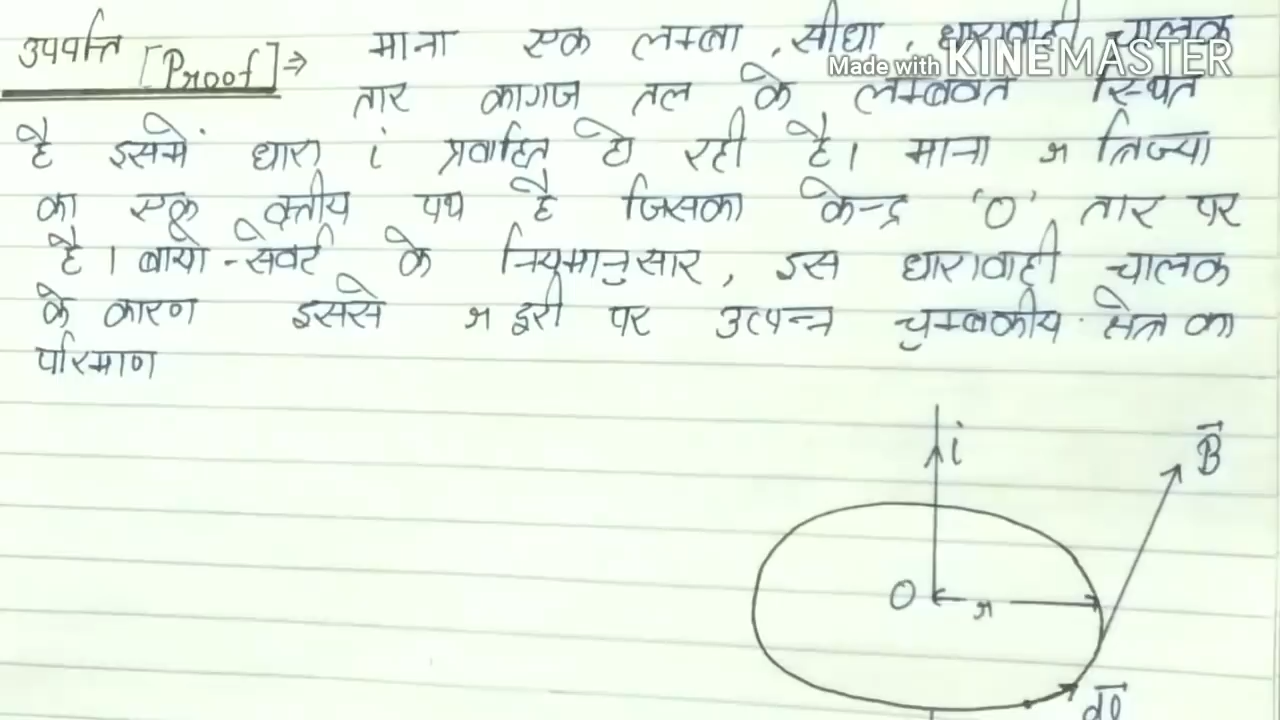 उपपत्ति [Proof] ⇒ माना एक लम्बा, सीधा, धारावाही चालक
Made with KINEMASTER
तार कागज तल के लम्बवत स्थित
है इसमें धारा i प्रवाहित हो रही है। माना r त्रिज्या
का एक वृत्तीय पथ है जिसका केन्द्र 'O' तार पर
है। बायो-सेवर्ट के नियमानुसार, इस धारावाही चालक
के कारण इससे r दूरी पर उत्पन्न चुम्बकीय क्षेत्र का
परिमाण
i
B⃗
O r
dl